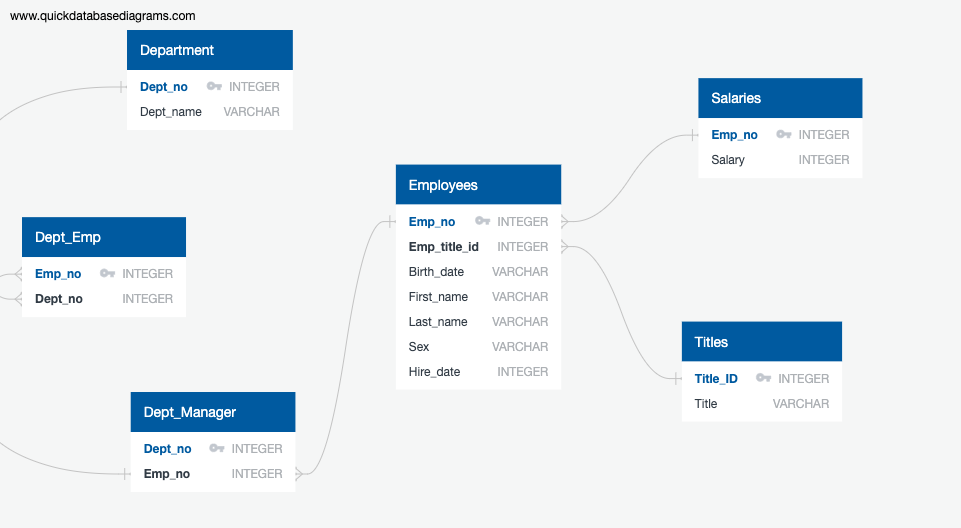 www.quickdatabasediagrams.com
Department
Dept_no INTEGER
Dept_name VARCHAR
Dept_Emp
Emp_no INTEGER
Dept_no INTEGER
Dept_Manager
Dept_no INTEGER
Emp_no INTEGER
Employees
Emp_no INTEGER
Emp_title_id INTEGER
Birth_date VARCHAR
First_name VARCHAR
Last_name VARCHAR
Sex VARCHAR
Hire_date INTEGER
Salaries
Emp_no INTEGER
Salary INTEGER
Titles
Title_ID INTEGER
Title VARCHAR